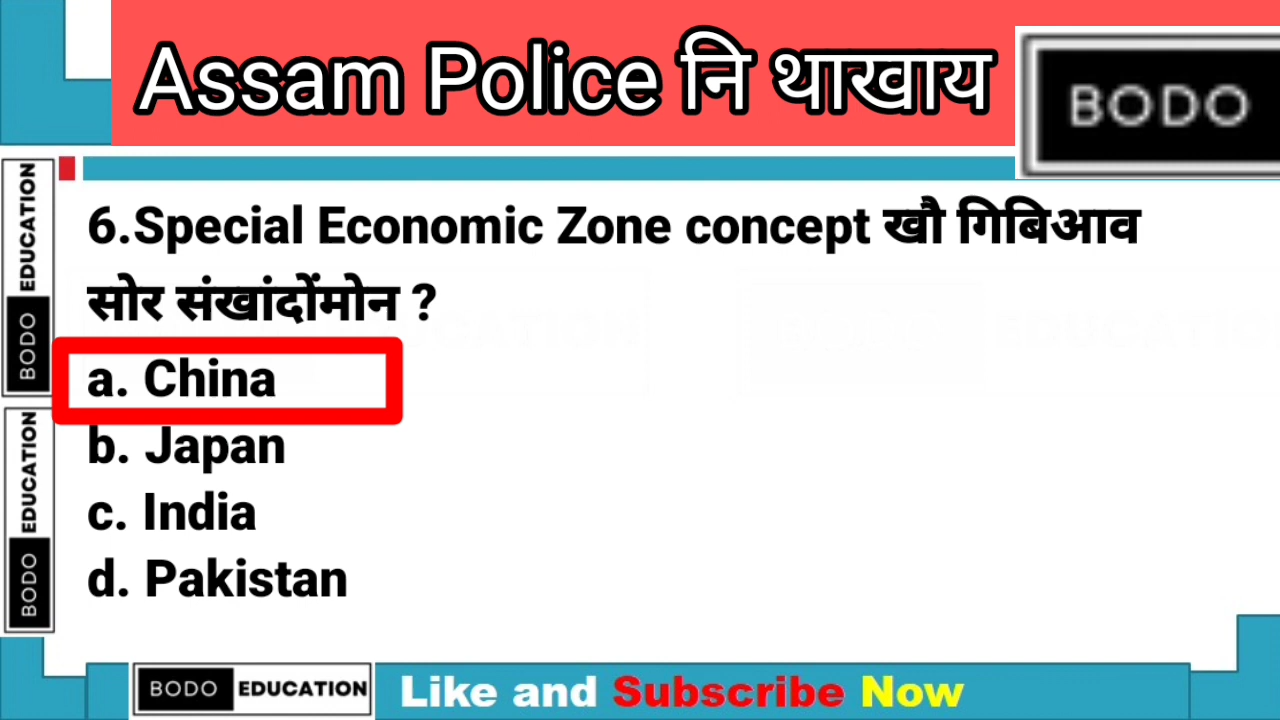 Assam Police नि थाखाय
BODO
6.Special Economic Zone concept खौ गिबिआव
सोर संखांदोंमोन ?
a. China
b. Japan
c. India
d. Pakistan
BODO EDUCATION
BODO EDUCATION
BODO EDUCATION
Like and Subscribe Now